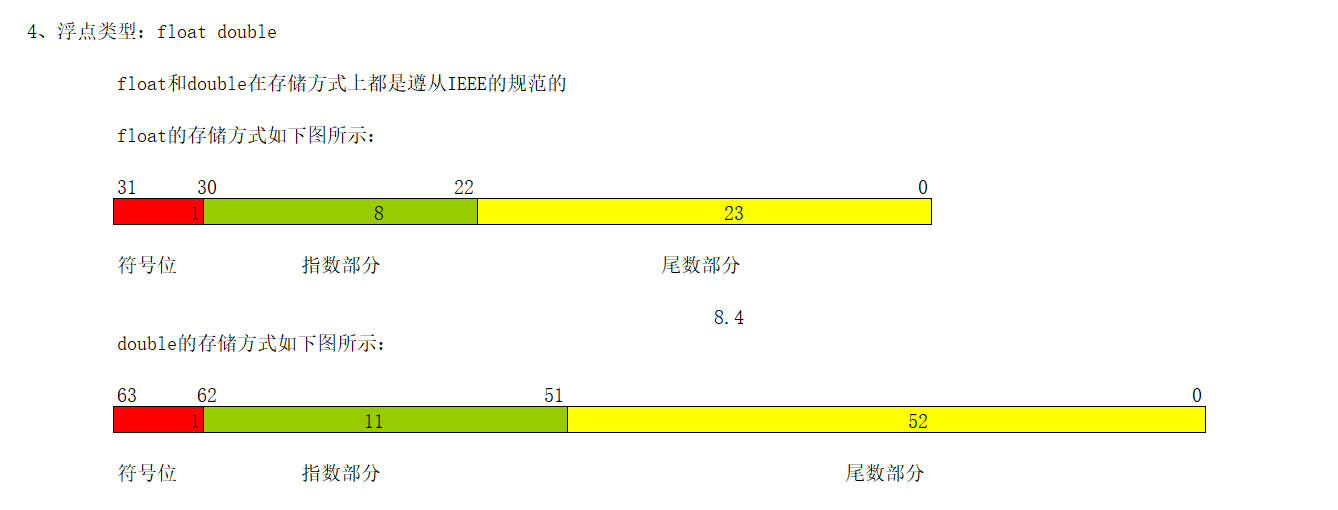 4、浮点类型：float double
float和double在存储方式上都是遵从IEEE的规范的
float的存储方式如下图所示：
31 30 22 0
1 8 23
符号位 指数部分 尾数部分
8.4
double的存储方式如下图所示：
63 62 51 0
1 11 52
符号位 指数部分 尾数部分